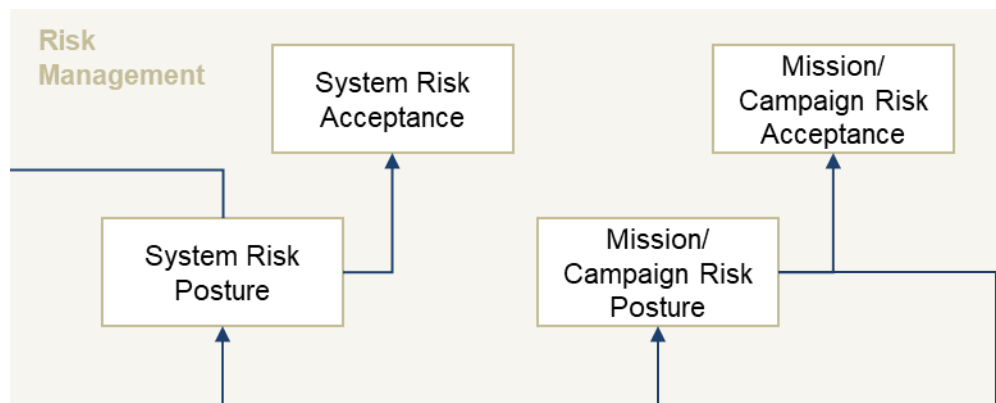 Risk
Management
System Risk
Acceptance
Mission/
Campaign Risk
Acceptance
System Risk
Posture
Mission/
Campaign Risk
Posture